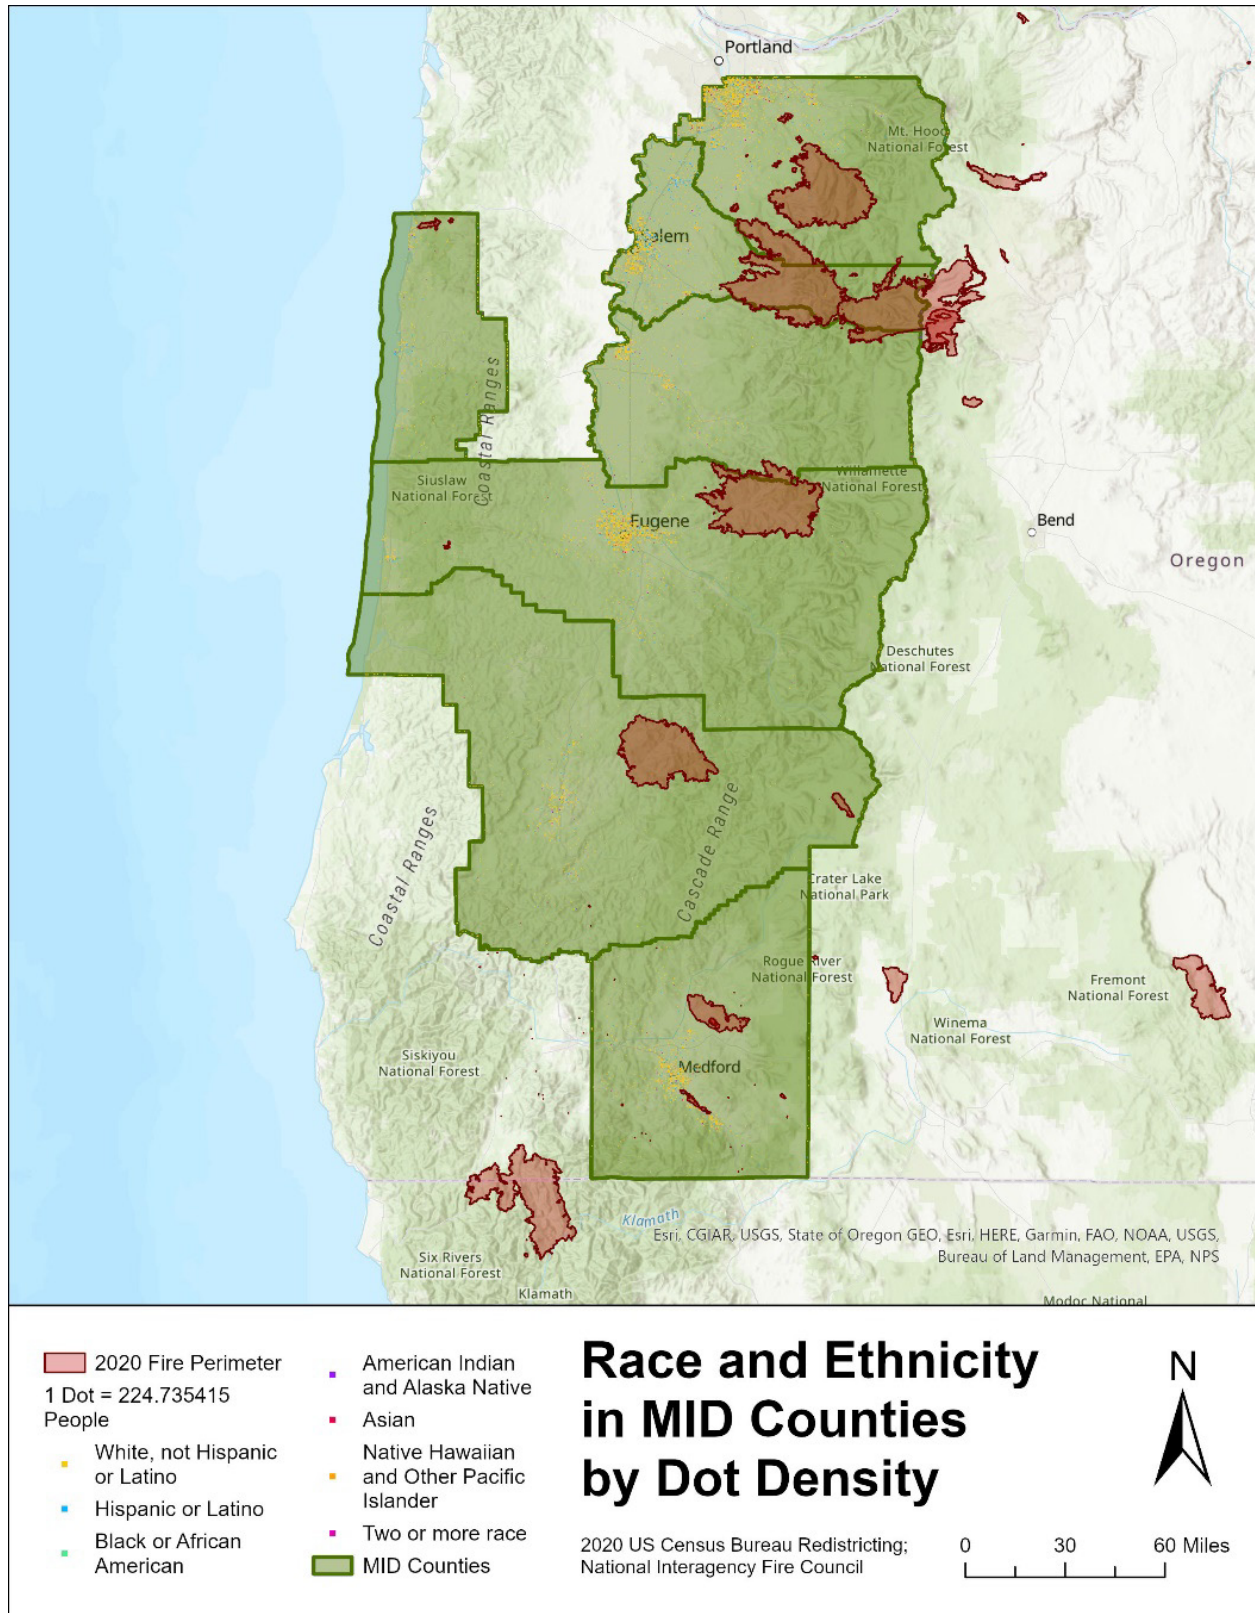 Portland
Mt. Hood
National Forest
alem
Coastal Ranges
Siuslaw
National Forest
Willamette
National Forest
Eugene
Bend
Oregon
Deschutes
National Forest
Coastal Ranges
Cascade Range
Crater Lake
National Park
Rogue River
National Forest
Fremont
National Forest
Winema
National Forest
Siskiyou
National Forest
Medford
Klamath
Esri, CGIAR, USGS, State of Oregon GEO, Esri, HERE, Garmin, FAO, NOAA, USGS,
Bureau of Land Management, EPA, NPS
Six Rivers
National Forest
Klamath
Modoc National
2020 Fire Perimeter
1 Dot = 224.735415
People
White, not Hispanic
or Latino
Hispanic or Latino
Black or African
American
American Indian
and Alaska Native
Asian
Native Hawaiian
and Other Pacific
Islander
Two or more race
MID Counties
Race and Ethnicity
in MID Counties
by Dot Density
2020 US Census Bureau Redistricting;
National Interagency Fire Council
N
0 30 60 Miles